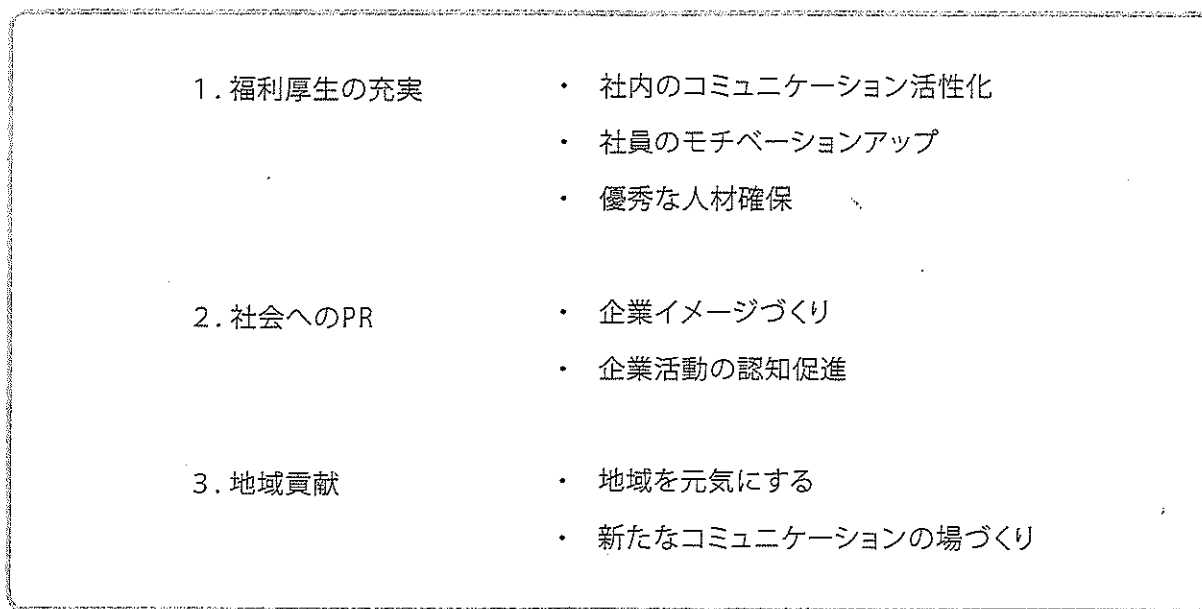 1.福利厚生の充実 ・ 社内のコミュニケーション活性化
・ 社員のモチベーションアップ
・ 優秀な人材確保
2.社会へのPR ・ 企業イメージづくり
・ 企業活動の認知促進
3.地域貢献 ・ 地域を元気にする
・ 新たなコミュニケーションの場づくり